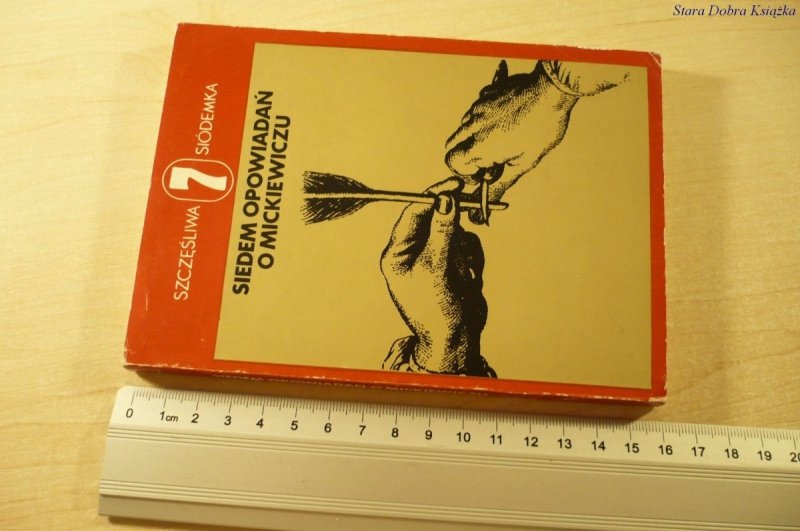 Stara Dobra Książka
SZCZĘŚLIWA 7 SIÓDEMKA
SIEDEM OPOWIADAŃ
O MICKIEWICZU
0 1cm 2 3 4 5 6 7 8 9 10 11 12 13 14 15 16 17 18 19 20